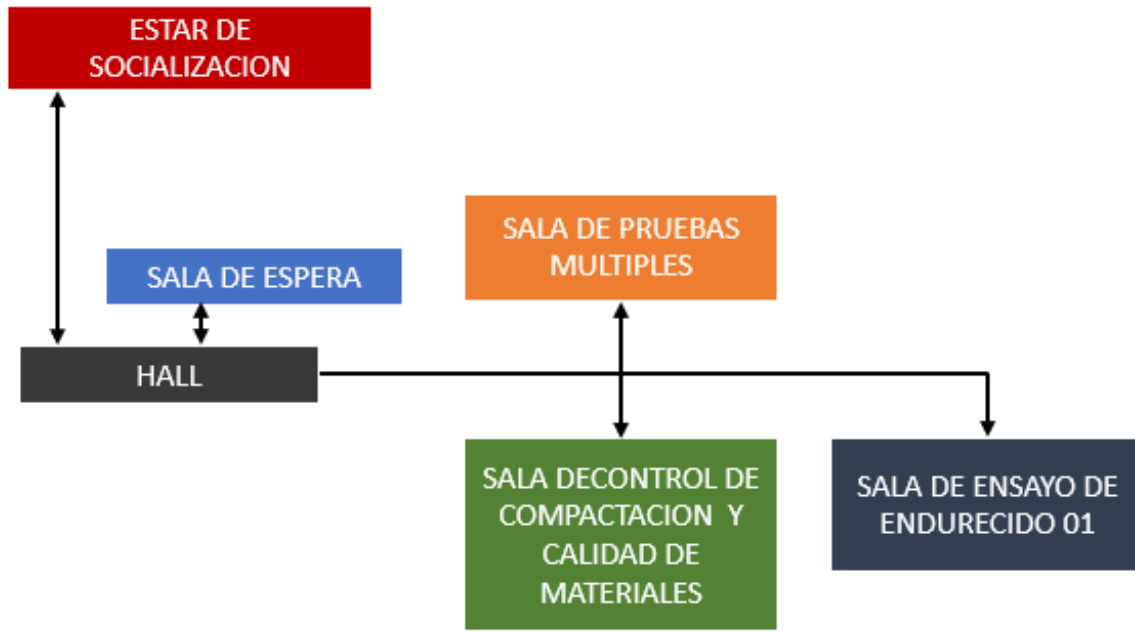 ESTAR DE
SOCIALIZACION
SALA DE PRUEBAS
MULTIPLES
SALA DE ESPERA
HALL
SALA DECONTROL DE
COMPACTACION Y
CALIDAD DE
MATERIALES
SALA DE ENSAYO DE
ENDURECIDO 01